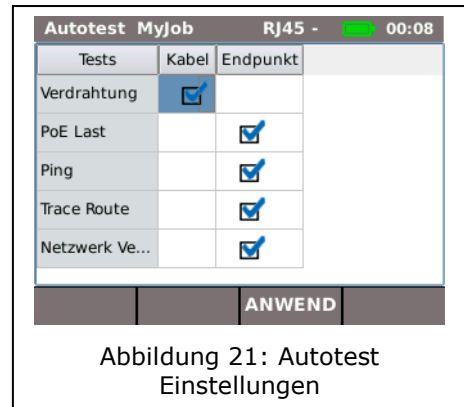 Autotest MyJob RJ45 - 00:08
Tests Kabel Endpunkt
Verdrahtung
PoE Last
Ping
Trace Route
Netzwerk Ve...
ANWEND
Abbildung 21: Autotest
Einstellungen